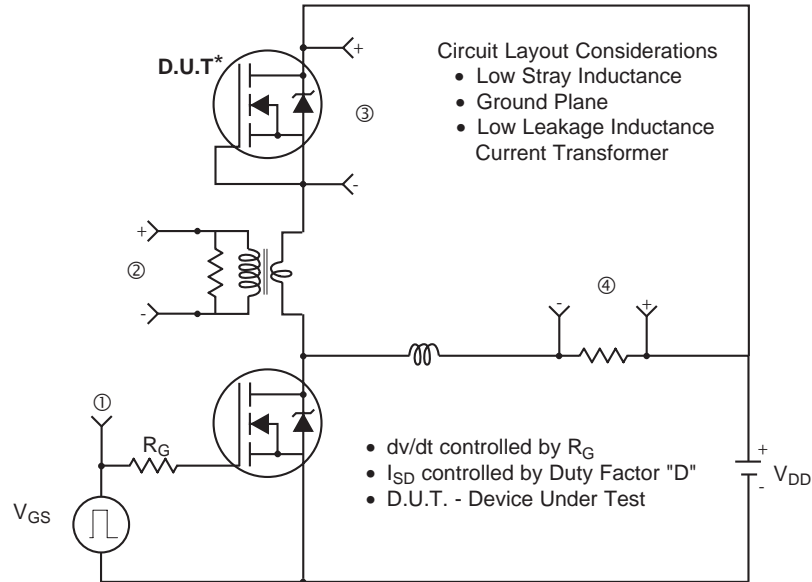 D.U.T*
+
③
-
Circuit Layout Considerations
• Low Stray Inductance
• Ground Plane
• Low Leakage Inductance
Current Transformer
+
②
-
④
-
+
①
RG
VGS
• dv/dt controlled by RG
• ISD controlled by Duty Factor "D"
• D.U.T. - Device Under Test
+
VDD
-